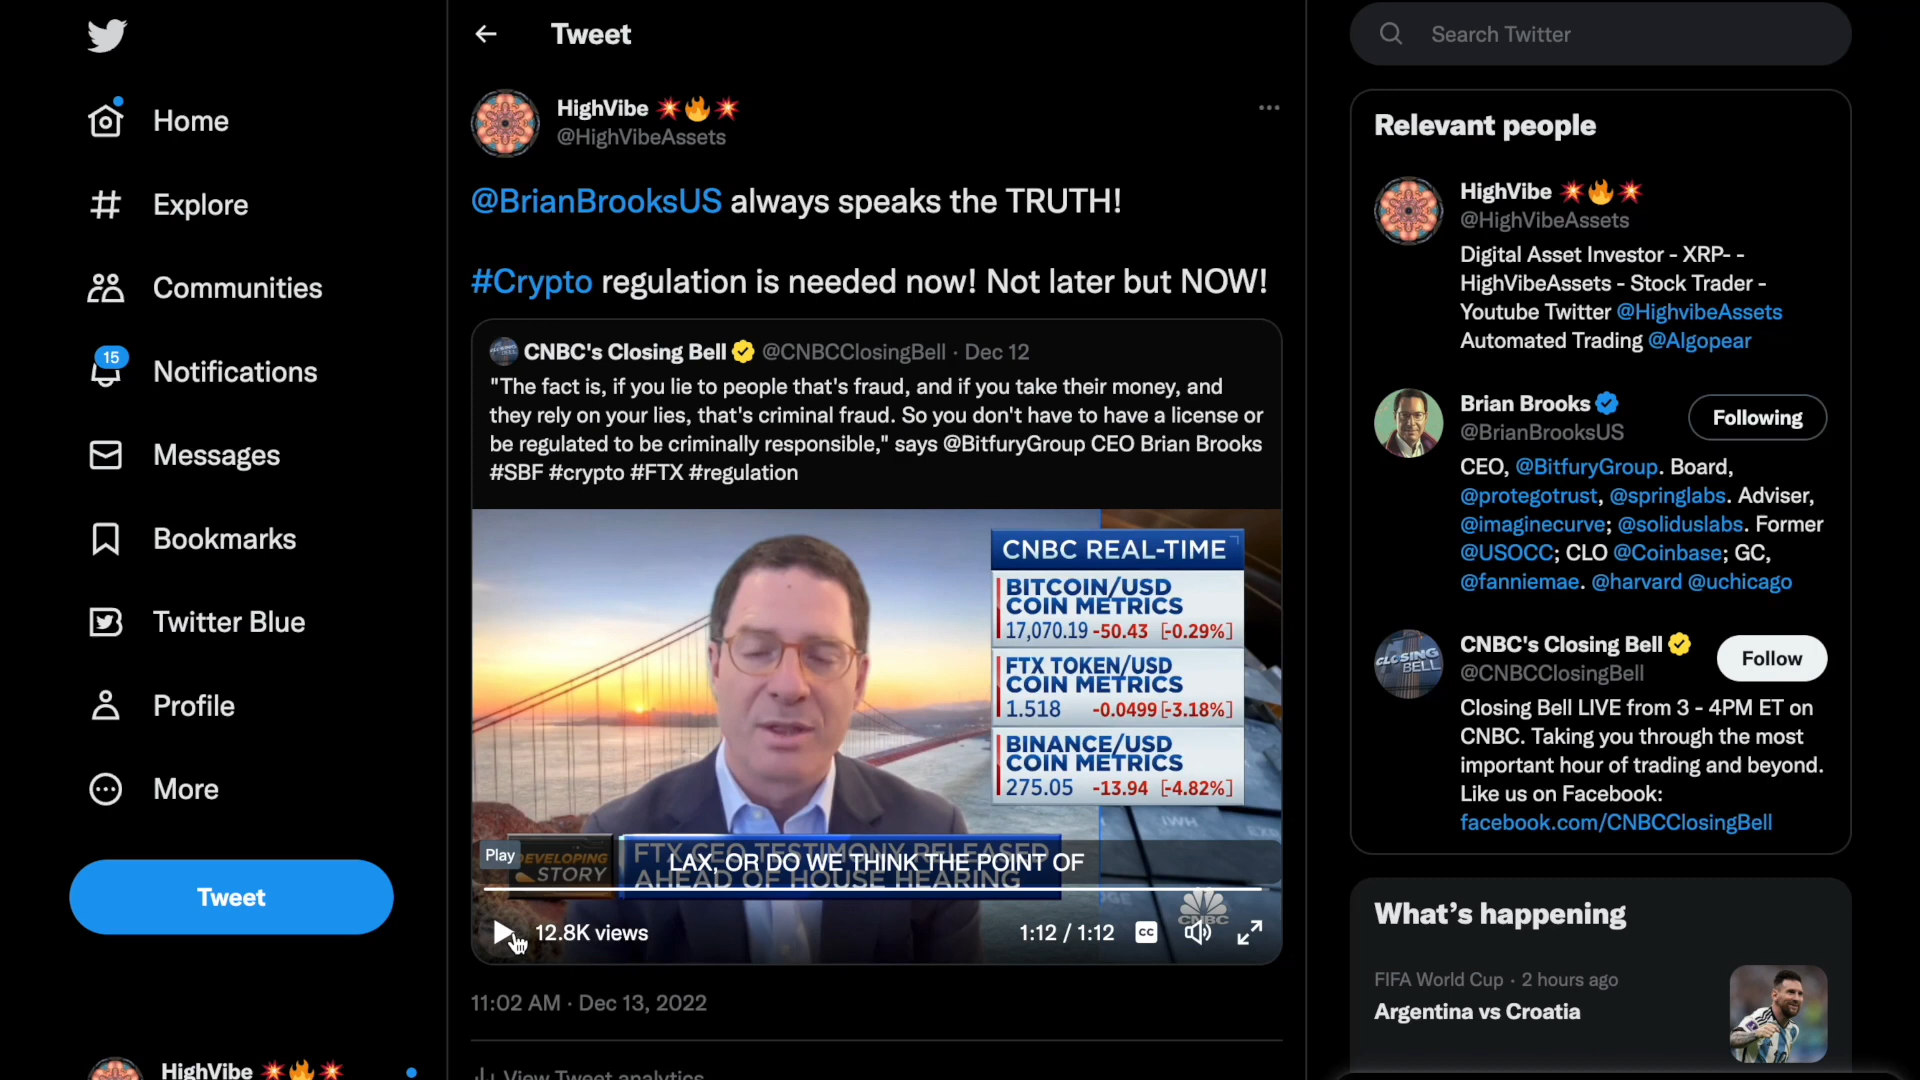 Home
Explore
Communities
15
Notifications
Messages
Bookmarks
Twitter Blue
Profile
More
Tweet
HighVibe
Tweet
HighVibe
@HighVibeAssets
@BrianBrooksUS always speaks the TRUTH!
#Crypto regulation is needed now! Not later but NOW!
CNBC's Closing Bell @CNBCClosingBell · Dec 12
"The fact is, if you lie to people that's fraud, and if you take their money, and
they rely on your lies, that's criminal fraud. So you don't have to have a license or
be regulated to be criminally responsible," says @BitfuryGroup CEO Brian Brooks
#SBF #crypto #FTX #regulation
CNBC REAL-TIME
BITCOIN/USD
COIN METRICS
17,070.19 -50.43 [-0.29%]
FTX TOKEN/USD
COIN METRICS
1.518 -0.0499 [-3.18%]
BINANCE/USD
COIN METRICS
275.05 -13.94 [-4.82%]
Play
DEVELOPING
STORY
FTX CEO TESTIMONY RELEASED
AHEAD OF HOUSE HEARING
LAX, OR DO WE THINK THE POINT OF
CNBC
12.8K views
1:12 / 1:12
CC
11:02 AM · Dec 13, 2022
View Tweet analytics
Search Twitter
Relevant people
HighVibe
@HighVibeAssets
Digital Asset Investor - XRP- -
HighVibeAssets - Stock Trader -
Youtube Twitter @HighvibeAssets
Automated Trading @Algopear
Brian Brooks
@BrianBrooksUS
Following
CEO, @BitfuryGroup. Board,
@protegotrust, @springlabs. Adviser,
@imaginecurve; @soliduslabs. Former
@USOCC; CLO @Coinbase; GC,
@fanniemae. @harvard @uchicago
CLOSING
BELL
CNBC's Closing Bell
@CNBCClosingBell
Follow
Closing Bell LIVE from 3 - 4PM ET on
CNBC. Taking you through the most
important hour of trading and beyond.
Like us on Facebook:
facebook.com/CNBCClosingBell
What's happening
FIFA World Cup · 2 hours ago
Argentina vs Croatia